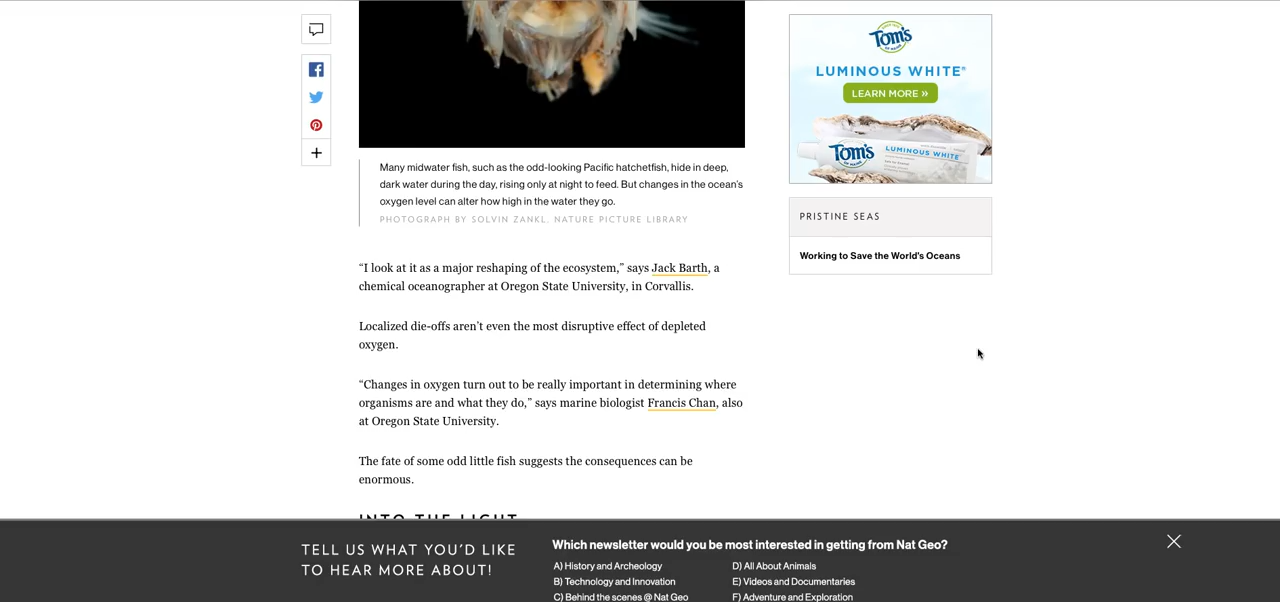 SINCE 1970
Tom's
OF MAINE
LUMINOUS WHITE®
LEARN MORE »
Tom's
OF MAINE
LUMINOUS WHITE
Many midwater fish, such as the odd-looking Pacific hatchetfish, hide in deep,
dark water during the day, rising only at night to feed. But changes in the ocean's
oxygen level can alter how high in the water they go.
PHOTOGRAPH BY SOLVIN ZANKL, NATURE PICTURE LIBRARY
PRISTINE SEAS
Working to Save the World's Oceans
“I look at it as a major reshaping of the ecosystem,” says Jack Barth, a
chemical oceanographer at Oregon State University, in Corvallis.
Localized die-offs aren’t even the most disruptive effect of depleted
oxygen.
“Changes in oxygen turn out to be really important in determining where
organisms are and what they do,” says marine biologist Francis Chan, also
at Oregon State University.
The fate of some odd little fish suggests the consequences can be
enormous.
INTO THE LIGHT
TELL US WHAT YOU’D LIKE
TO HEAR MORE ABOUT!
Which newsletter would you be most interested in getting from Nat Geo?
A) History and Archeology
B) Technology and Innovation
C) Behind the scenes @ Nat Geo
D) All About Animals
E) Videos and Documentaries
F) Adventure and Exploration